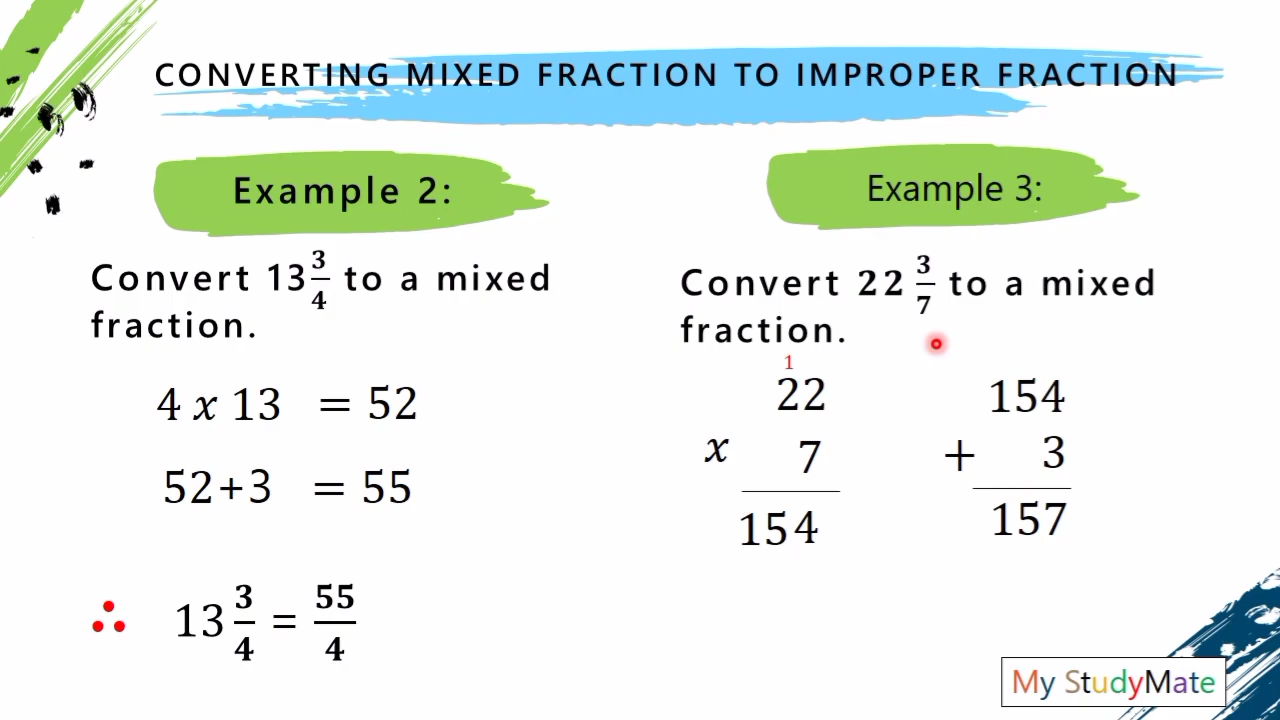 CONVERTING MIXED FRACTION TO IMPROPER FRACTION
Example 2:
Convert 13 3/4 to a mixed
fraction.
4 x 13 = 52
52+3 = 55
∴ 13 3/4 = 55/4
Example 3:
Convert 22 3/7 to a mixed
fraction.
1
22
x 7
154
154
+ 3
157
My StudyMate